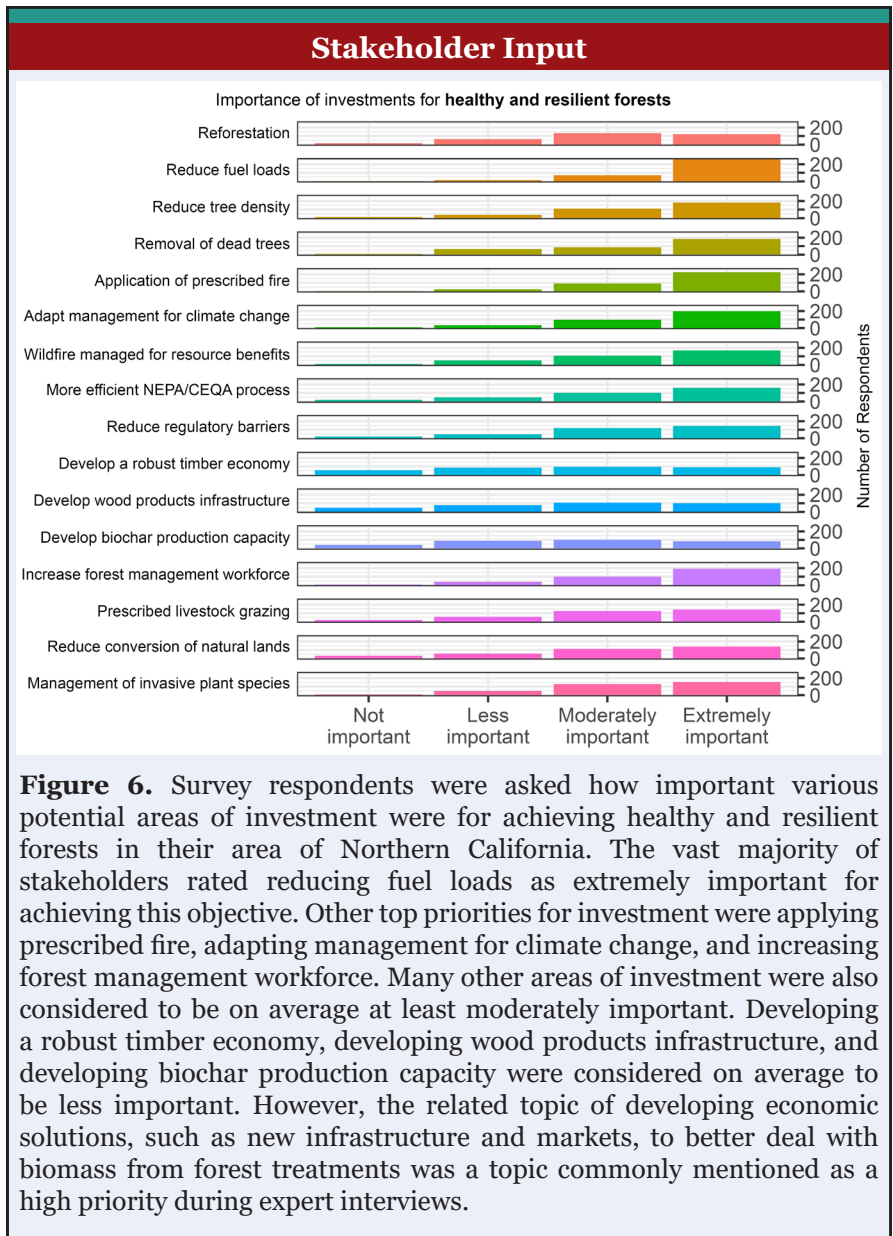 Stakeholder Input
Importance of investments for healthy and resilient forests
Reforestation
200
0
Reduce fuel loads
200
0
Reduce tree density
200
0
Removal of dead trees
200
0
Application of prescribed fire
200
0
Adapt management for climate change
200
0
Wildfire managed for resource benefits
200
0
More efficient NEPA/CEQA process
200
0
Reduce regulatory barriers
200
0
Develop a robust timber economy
200
0
Develop wood products infrastructure
200
0
Develop biochar production capacity
200
0
Increase forest management workforce
200
0
Prescribed livestock grazing
200
0
Reduce conversion of natural lands
200
0
Management of invasive plant species
200
0
Number of Respondents
Not important
Less important
Moderately important
Extremely important
Figure 6. Survey respondents were asked how important various
potential areas of investment were for achieving healthy and resilient
forests in their area of Northern California. The vast majority of
stakeholders rated reducing fuel loads as extremely important for
achieving this objective. Other top priorities for investment were applying
prescribed fire, adapting management for climate change, and increasing
forest management workforce. Many other areas of investment were also
considered to be on average at least moderately important. Developing
a robust timber economy, developing wood products infrastructure, and
developing biochar production capacity were considered on average to
be less important. However, the related topic of developing economic
solutions, such as new infrastructure and markets, to better deal with
biomass from forest treatments was a topic commonly mentioned as a
high priority during expert interviews.